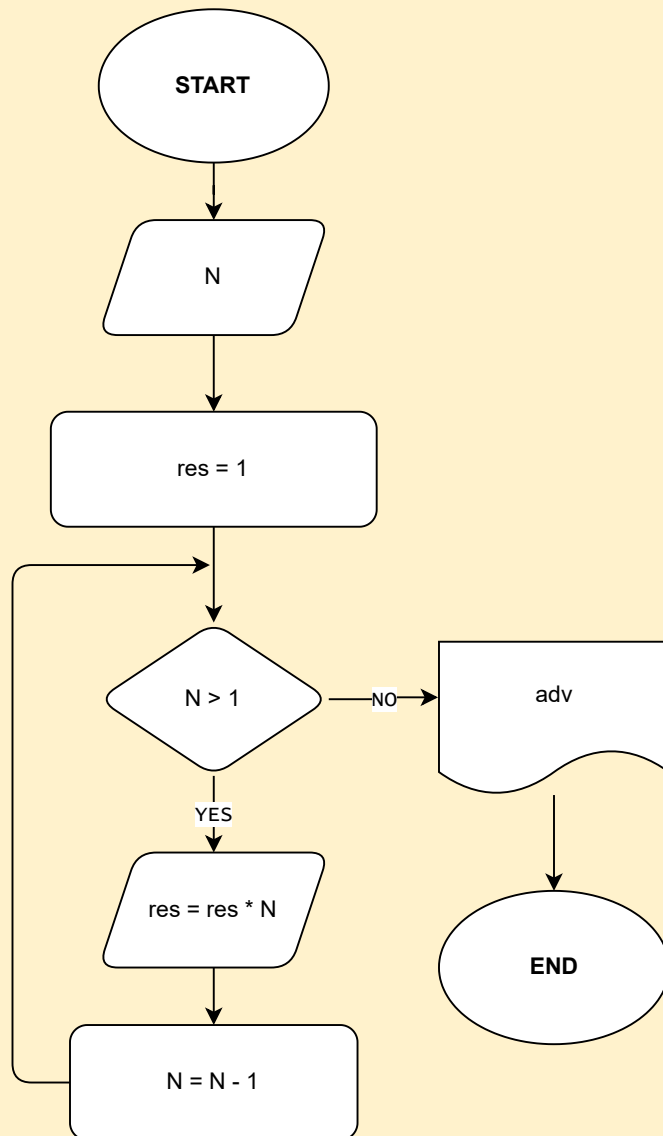 START
N
res = 1
N > 1
NO
adv
YES
res = res * N
END
N = N - 1